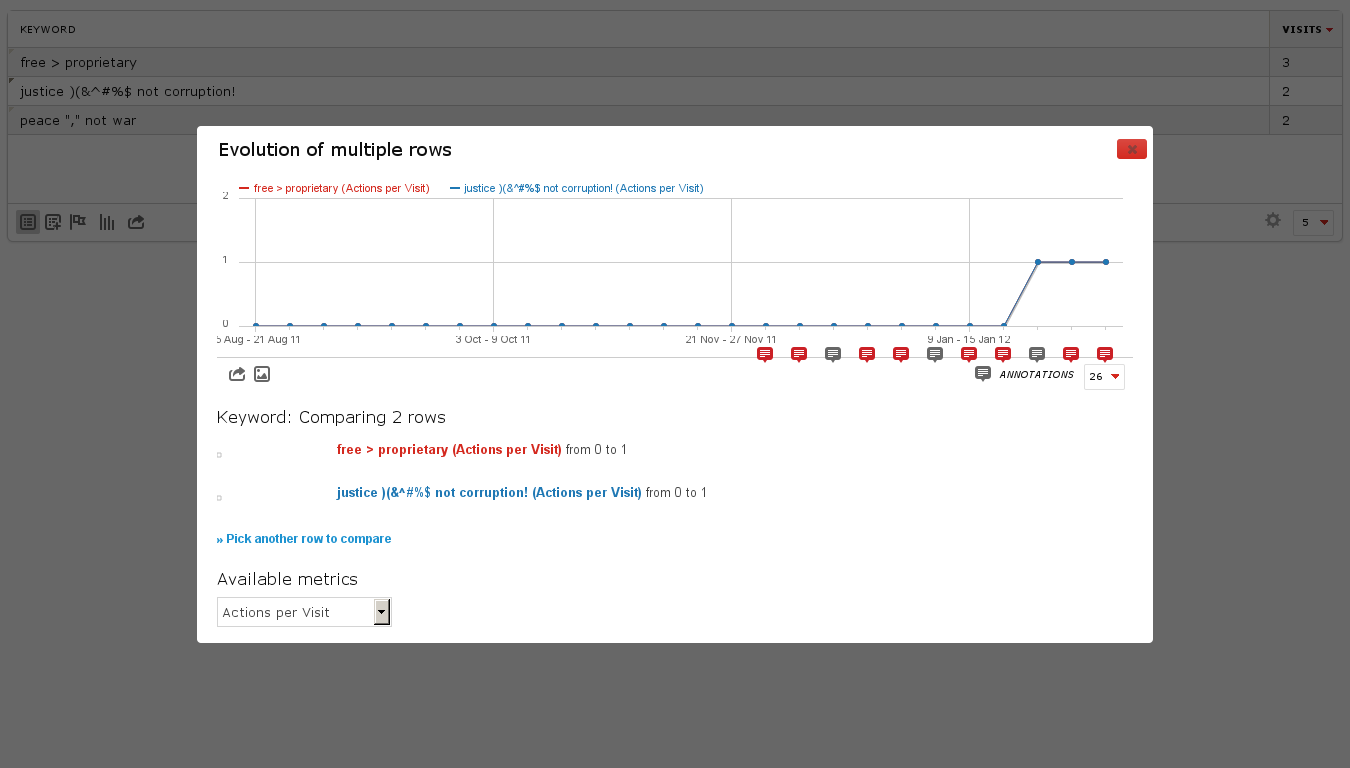 KEYWORD VISITS
free > proprietary 3
justice )(&^#%$ not corruption! 2
peace "," not war 2
Evolution of multiple rows
free > proprietary (Actions per Visit) justice )(&^#%$ not corruption! (Actions per Visit)
2
1
0
5 Aug - 21 Aug 11 3 Oct - 9 Oct 11 21 Nov - 27 Nov 11 9 Jan - 15 Jan 12
5
ANNOTATIONS 26
Keyword: Comparing 2 rows
free > proprietary (Actions per Visit) from 0 to 1
justice )(&^#%$ not corruption! (Actions per Visit) from 0 to 1
» Pick another row to compare
Available metrics
Actions per Visit